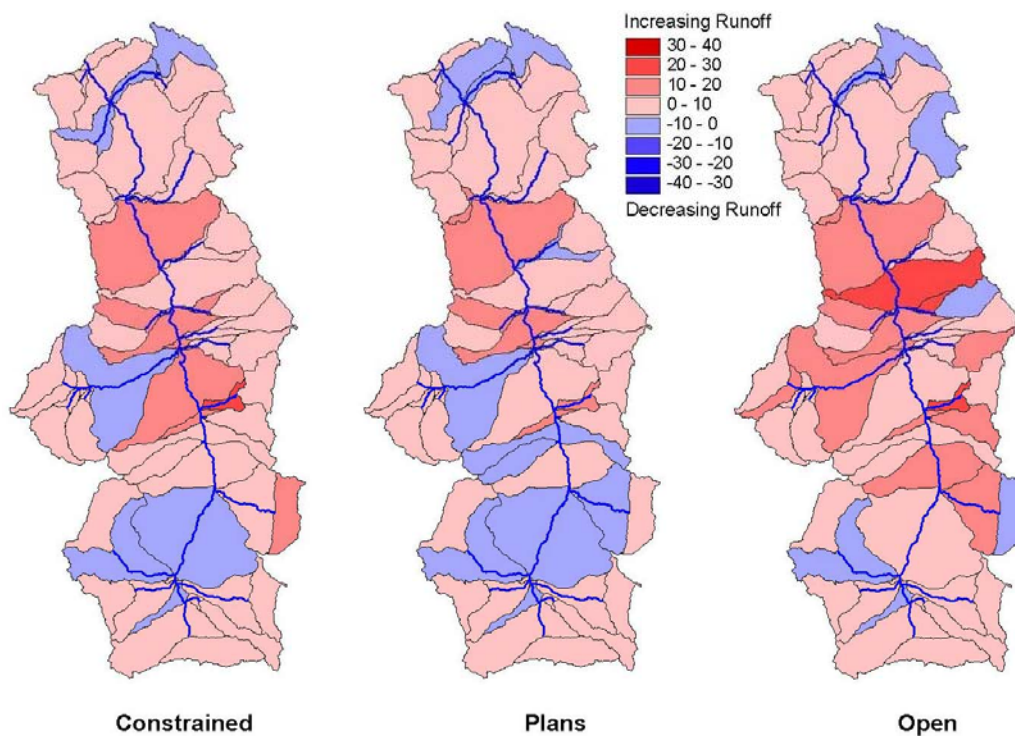 Increasing Runoff
30 - 40
20 - 30
10 - 20
0 - 10
-10 - 0
-20 - -10
-30 - -20
-40 - -30
Decreasing Runoff
Constrained
Plans
Open